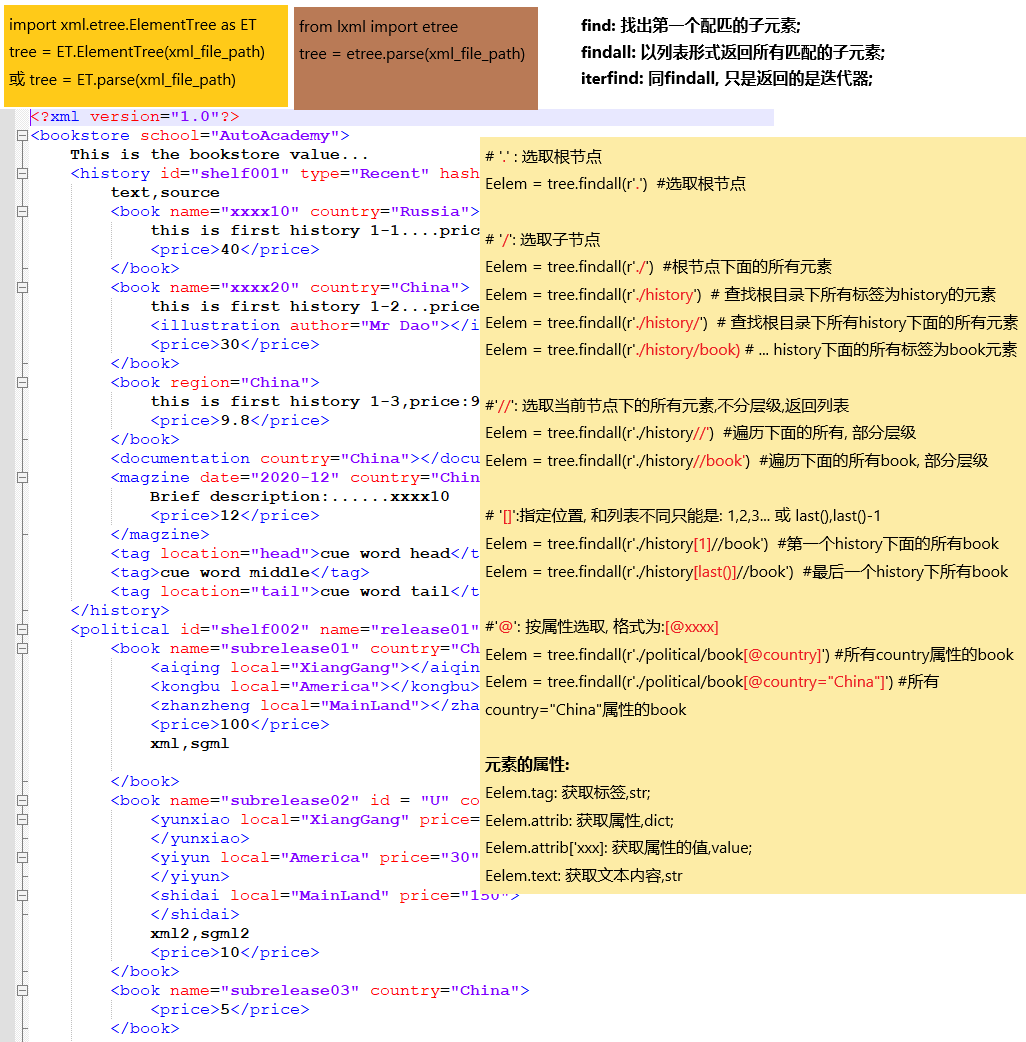 import xml.etree.ElementTree as ET
tree = ET.ElementTree(xml_file_path)
或 tree = ET.parse(xml_file_path)
from lxml import etree
tree = etree.parse(xml_file_path)
find: 找出第一个配匹的子元素;
findall: 以列表形式返回所有匹配的子元素;
iterfind: 同findall, 只是返回的是迭代器;
<?xml version="1.0"?>
<bookstore school="AutoAcademy">
This is the bookstore value...
<history id="shelf001" type="Recent" hash
text,source
<book name="xxxx10" country="Russia">
this is first history 1-1....pric
<price>40</price>
</book>
<book name="xxxx20" country="China">
this is first history 1-2...price
<illustration author="Mr Dao"></i
<price>30</price>
</book>
<book region="China">
this is first history 1-3,price:9
<price>9.8</price>
</book>
<documentation country="China"></docu
<magzine date="2020-12" country="Chin
Brief description:......xxxx10
<price>12</price>
</magzine>
<tag location="head">cue word head</t
<tag>cue word middle</tag>
<tag location="tail">cue word tail</t
</history>
<political id="shelf002" name="release01"
<book name="subrelease01" country="Ch
<aiqing local="XiangGang"></aiqin
<kongbu local="America"></kongbu>
<zhanzheng local="MainLand"></zha
<price>100</price>
xml,sgml
</book>
<book name="subrelease02" id = "U" co
<yunxiao local="XiangGang" price=
</yunxiao>
<yiyun local="America" price="30"
</yiyun>
<shidai local="MainLand" price="150">
</shidai>
xml2,sgml2
<price>10</price>
</book>
<book name="subrelease03" country="China">
<price>5</price>
</book>
# '.' : 选取根节点
Eelem = tree.findall(r'.')  #选取根节点
# '/': 选取子节点
Eelem = tree.findall(r'./')  #根节点下面的所有元素
Eelem = tree.findall(r'./history')  # 查找根目录下所有标签为history的元素
Eelem = tree.findall(r'./history/')  # 查找根目录下所有history下面的所有元素
Eelem = tree.findall(r'./history/book) # ... history下面的所有标签为book元素
#'//': 选取当前节点下的所有元素,不分层级,返回列表
Eelem = tree.findall(r'./history//')  #遍历下面的所有, 部分层级
Eelem = tree.findall(r'./history//book')  #遍历下面的所有book, 部分层级
# '[]':指定位置, 和列表不同只能是: 1,2,3... 或 last(),last()-1
Eelem = tree.findall(r'./history[1]//book')  #第一个history下面的所有book
Eelem = tree.findall(r'./history[last()]//book')  #最后一个history下所有book
#'@': 按属性选取, 格式为:[@xxxx]
Eelem = tree.findall(r'./political/book[@country]') #所有country属性的book
Eelem = tree.findall(r'./political/book[@country="China"]') #所有
country="China"属性的book
元素的属性:
Eelem.tag: 获取标签,str;
Eelem.attrib: 获取属性,dict;
Eelem.attrib['xxx]: 获取属性的值,value;
Eelem.text: 获取文本内容,str